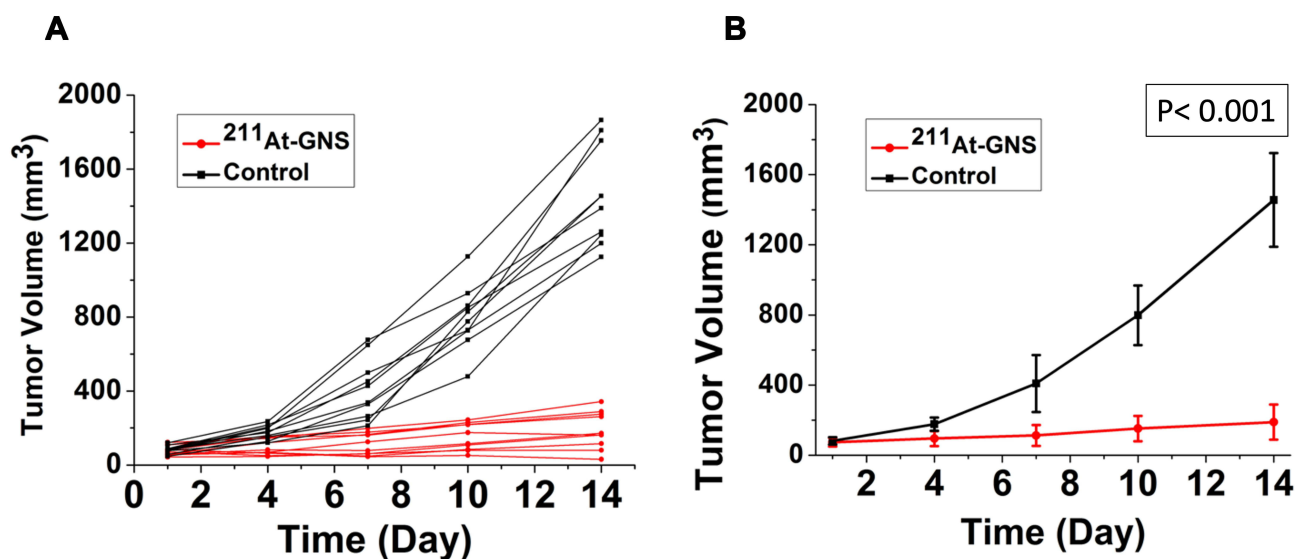 A
Tumor Volume (mm³)
2000
1600
1200
800
400
0
²¹¹At-GNS
Control
0 2 4 6 8 10 12 14
Time (Day)
B
P< 0.001
Tumor Volume (mm³)
2000
1600
1200
800
400
0
²¹¹At-GNS
Control
2 4 6 8 10 12 14
Time (Day)